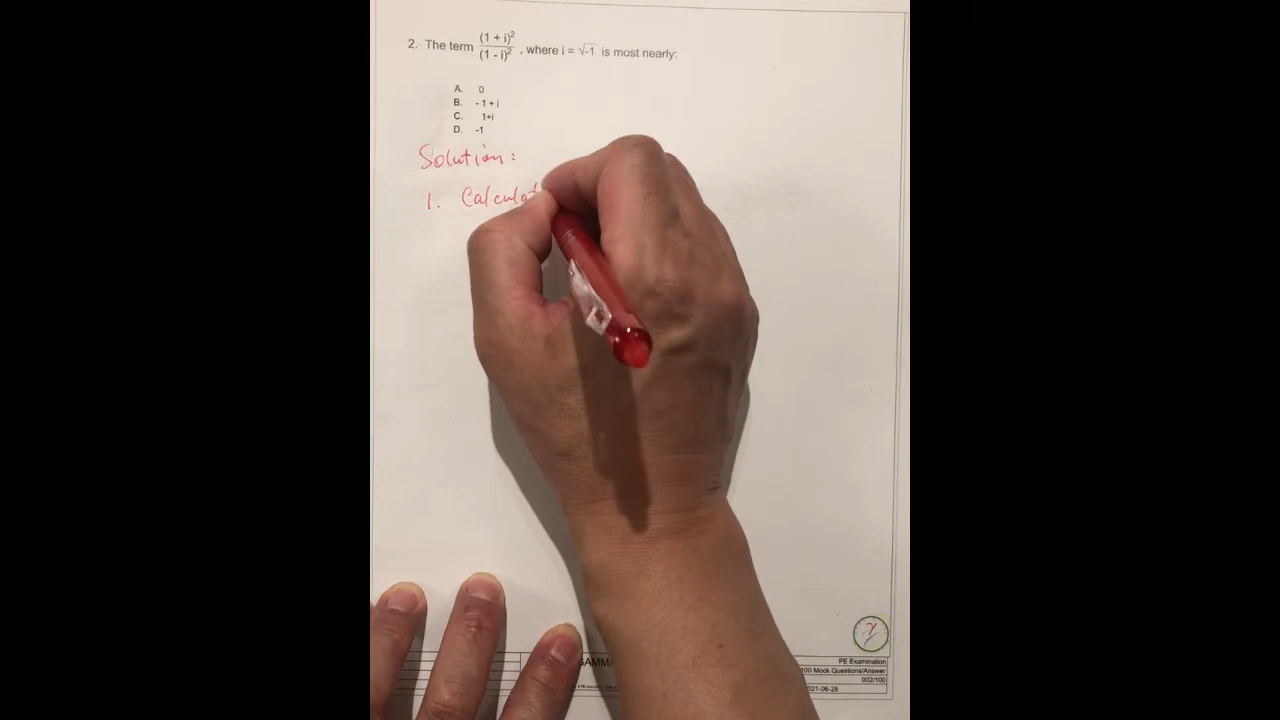 2. The term (1 + i)² / (1 - i)² , where i = √-1 is most nearly:
A. 0
B. - 1 + i
C. 1+i
D. -1
Solution:
1.
PE Examination
100 Mock Questions/Answer
002/100